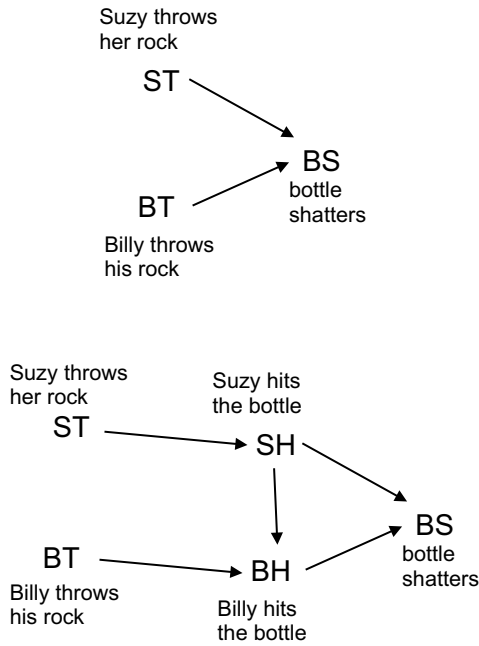 Suzy throws
her rock
ST
BS
bottle
shatters
BT
Billy throws
his rock
Suzy throws
her rock
ST
Suzy hits
the bottle
SH
BS
bottle
shatters
BT
Billy throws
his rock
BH
Billy hits
the bottle